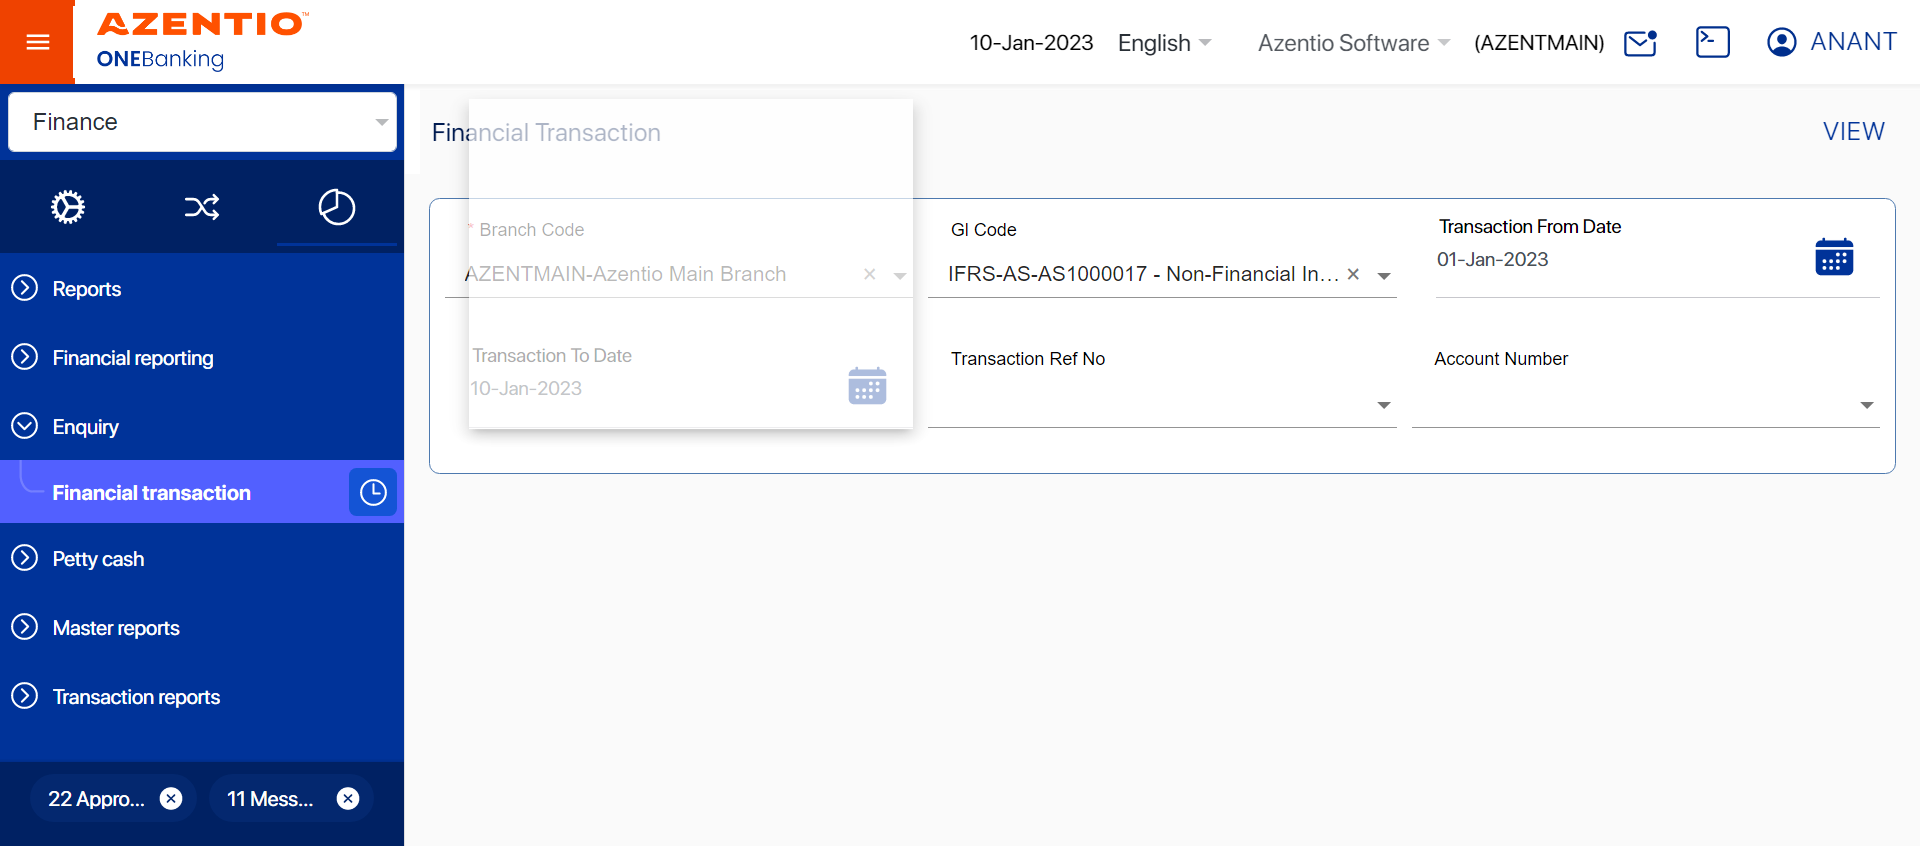 AZENTIO™
ONEBanking
10-Jan-2023
English
Azentio Software
(AZENTMAIN)
ANANT
Finance
Reports
Financial reporting
Enquiry
Financial transaction
Petty cash
Master reports
Transaction reports
22 Appro...
11 Mess...
Financial Transaction
VIEW
* Branch Code
AZENTMAIN-Azentio Main Branch
Gl Code
IFRS-AS-AS1000017 - Non-Financial In...
Transaction From Date
01-Jan-2023
Transaction To Date
10-Jan-2023
Transaction Ref No
Account Number